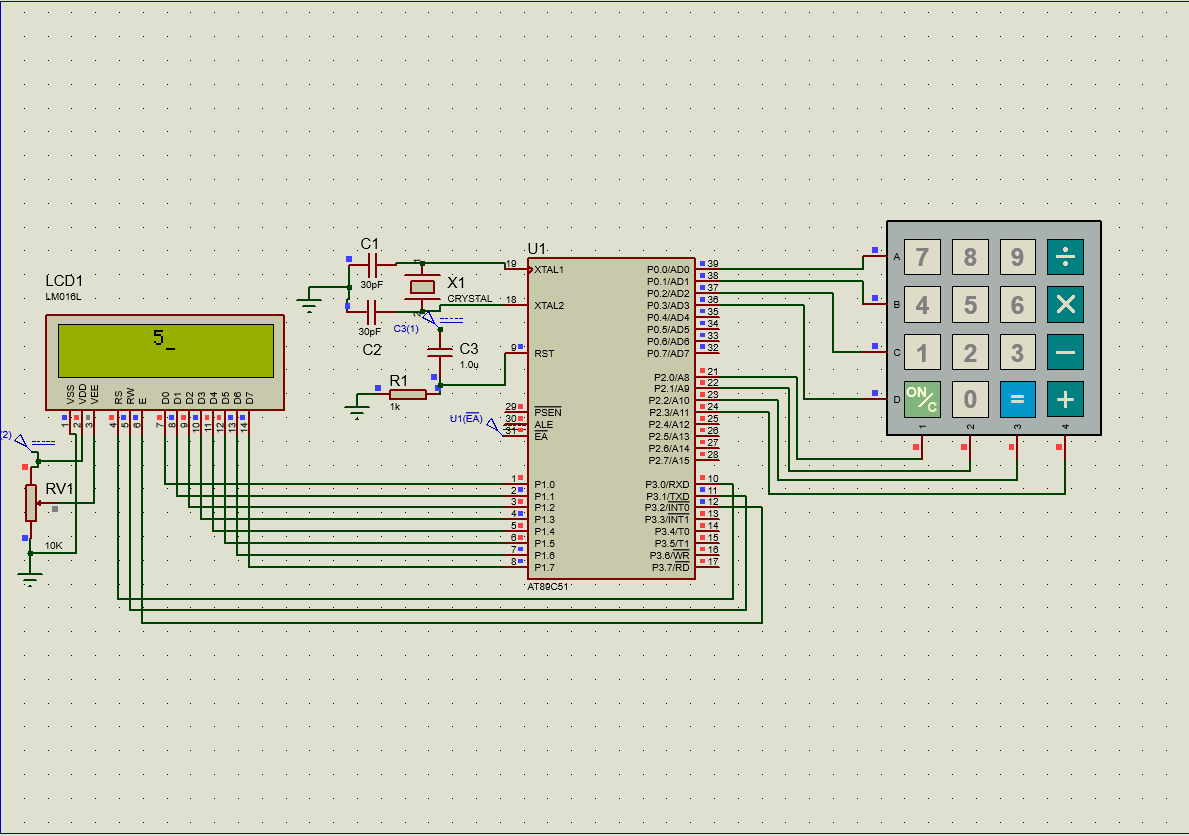 LCD1
LM016L
5_
VSS
VDD
VEE
RS
RW
E
D0
D1
D2
D3
D4
D5
D6
D7
1
2
3
4
5
6
7
8
9
10
11
12
13
14
2)
RV1
10K
C1
30pF
30pF
C2
1
2
X1
CRYSTAL
C3(1)
C3
1.0u
R1
1k
U1(EA)
U1
19 XTAL1
18 XTAL2
9 RST
29 PSEN
30 ALE
31 EA
1 P1.0
2 P1.1
3 P1.2
4 P1.3
5 P1.4
6 P1.5
7 P1.6
8 P1.7
P0.0/AD0 39
P0.1/AD1 38
P0.2/AD2 37
P0.3/AD3 36
P0.4/AD4 35
P0.5/AD5 34
P0.6/AD6 33
P0.7/AD7 32
P2.0/A8 21
P2.1/A9 22
P2.2/A10 23
P2.3/A11 24
P2.4/A12 25
P2.5/A13 26
P2.6/A14 27
P2.7/A15 28
P3.0/RXD 10
P3.1/TXD 11
P3.2/INT0 12
P3.3/INT1 13
P3.4/T0 14
P3.5/T1 15
P3.6/WR 16
P3.7/RD 17
AT89C51
A 7 8 9 ÷
B 4 5 6 ×
C 1 2 3 −
D ON/C 0 = +
1 2 3 4